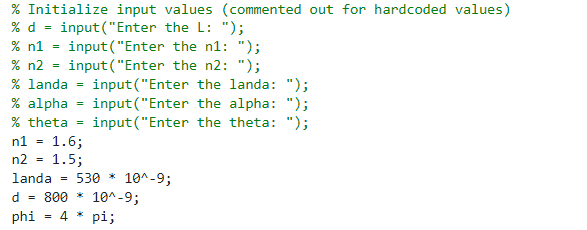 % Initialize input values (commented out for hardcoded values)
% d = input("Enter the L: ");
% n1 = input("Enter the n1: ");
% n2 = input("Enter the n2: ");
% landa = input("Enter the landa: ");
% alpha = input("Enter the alpha: ");
% theta = input("Enter the theta: ");
n1 = 1.6;
n2 = 1.5;
landa = 530 * 10^-9;
d = 800 * 10^-9;
phi = 4 * pi;